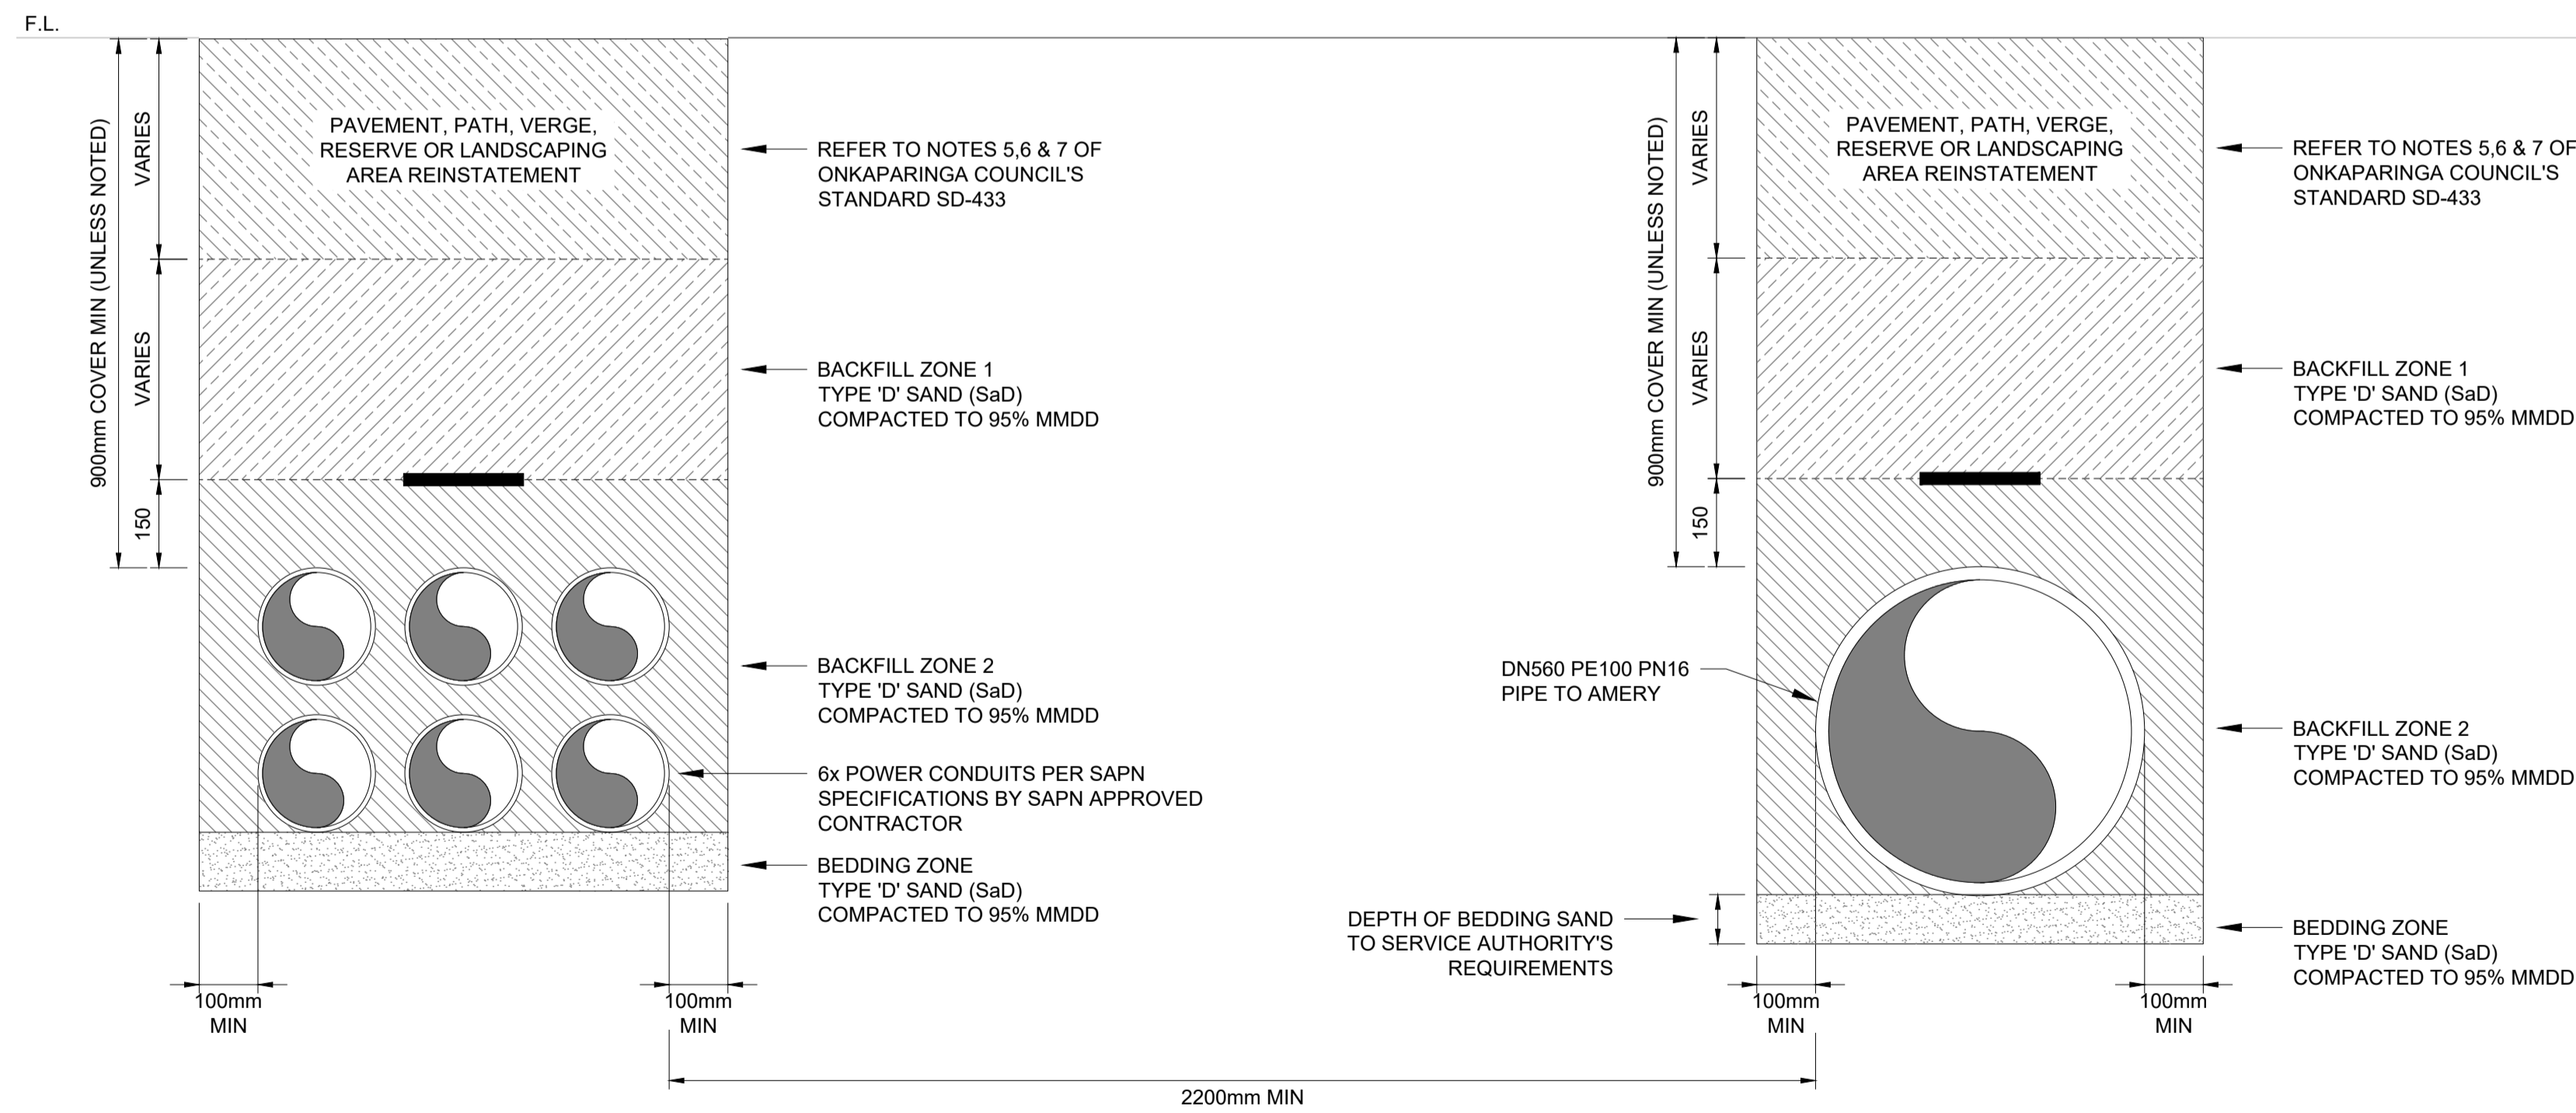 F.L.
900mm COVER MIN (UNLESS NOTED)
VARIES
VARIES
150
PAVEMENT, PATH, VERGE,
RESERVE OR LANDSCAPING
AREA REINSTATEMENT
REFER TO NOTES 5,6 & 7 OF
ONKAPARINGA COUNCIL'S
STANDARD SD-433
BACKFILL ZONE 1
TYPE 'D' SAND (SaD)
COMPACTED TO 95% MMDD
BACKFILL ZONE 2
TYPE 'D' SAND (SaD)
COMPACTED TO 95% MMDD
6x POWER CONDUITS PER SAPN
SPECIFICATIONS BY SAPN APPROVED
CONTRACTOR
BEDDING ZONE
TYPE 'D' SAND (SaD)
COMPACTED TO 95% MMDD
100mm
MIN
100mm
MIN
2200mm MIN
900mm COVER MIN (UNLESS NOTED)
VARIES
VARIES
150
PAVEMENT, PATH, VERGE,
RESERVE OR LANDSCAPING
AREA REINSTATEMENT
DN560 PE100 PN16
PIPE TO AMERY
DEPTH OF BEDDING SAND
TO SERVICE AUTHORITY'S
REQUIREMENTS
100mm
MIN
100mm
MIN
REFER TO NOTES 5,6 & 7 OF
ONKAPARINGA COUNCIL'S
STANDARD SD-433
BACKFILL ZONE 1
TYPE 'D' SAND (SaD)
COMPACTED TO 95% MMDD
BACKFILL ZONE 2
TYPE 'D' SAND (SaD)
COMPACTED TO 95% MMDD
BEDDING ZONE
TYPE 'D' SAND (SaD)
COMPACTED TO 95% MMDD